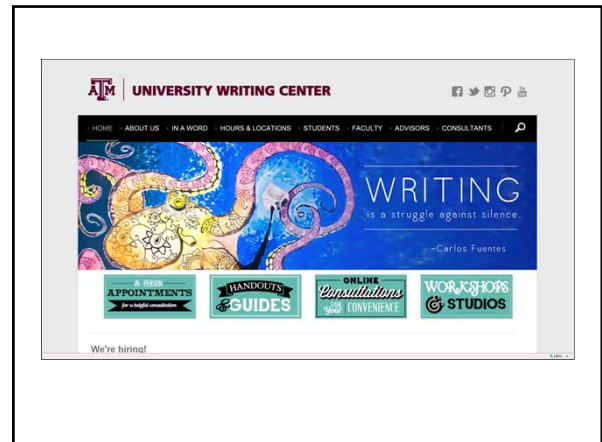 ATM UNIVERSITY WRITING CENTER
HOME ABOUT US IN A WORD HOURS & LOCATIONS STUDENTS FACULTY ADVISORS CONSULTANTS
WRITING
is a struggle against silence.
–Carlos Fuentes
IN-PERSON
APPOINTMENTS
for a helpful consultation
HANDOUTS
& GUIDES
ONLINE
Consultations
FOR Your CONVENIENCE
WORKSHOPS
& STUDIOS
We're hiring!